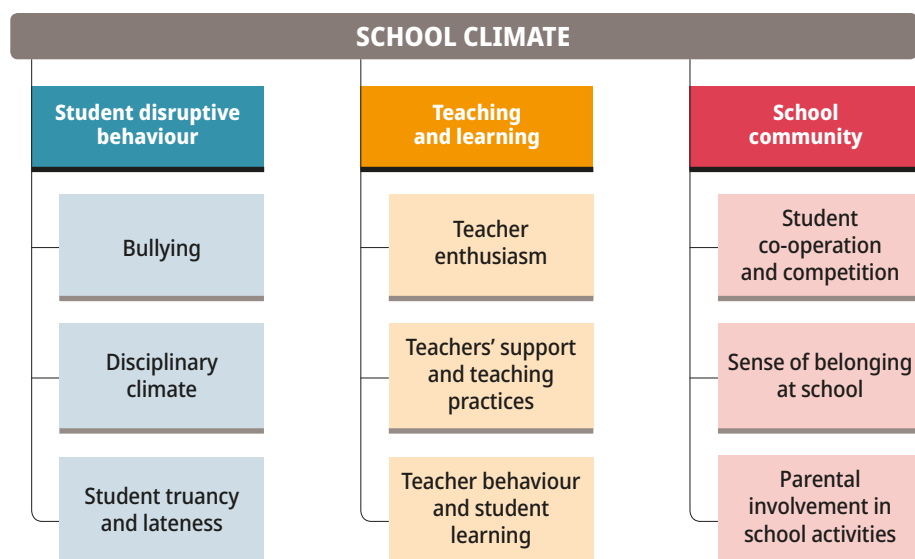 SCHOOL CLIMATE
Student disruptive
behaviour
Bullying
Disciplinary
climate
Student truancy
and lateness
Teaching
and learning
Teacher
enthusiasm
Teachers’ support
and teaching
practices
Teacher behaviour
and student
learning
School
community
Student
co-operation
and competition
Sense of belonging
at school
Parental
involvement in
school activities